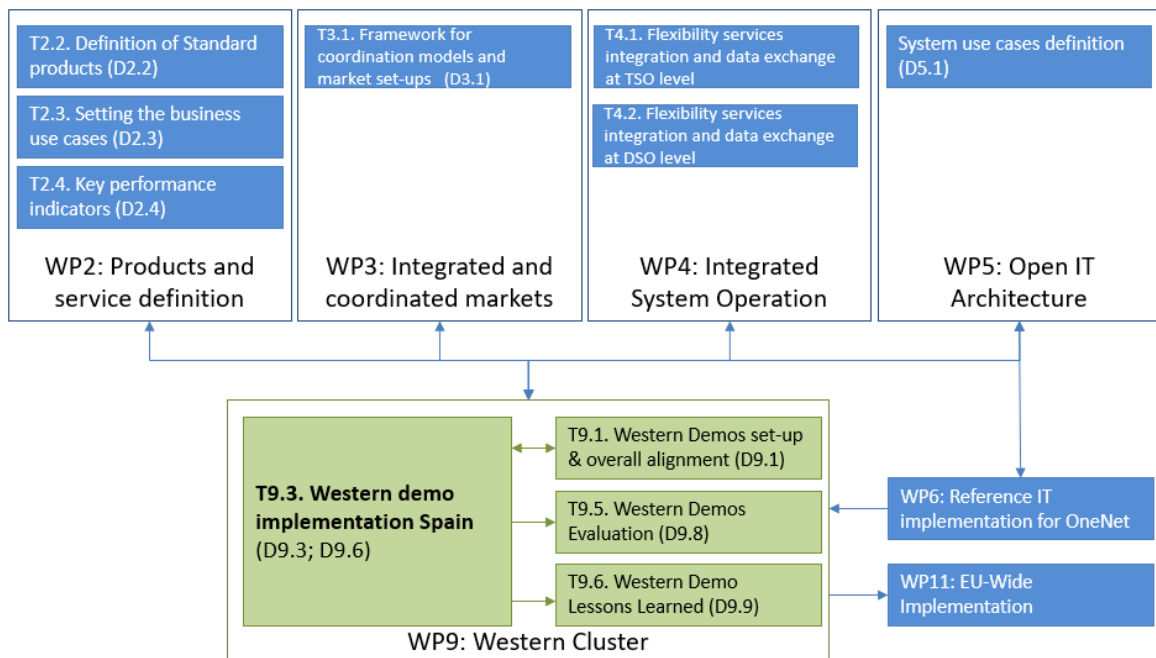 T2.2. Definition of Standard
products (D2.2)
T2.3. Setting the business
use cases (D2.3)
T2.4. Key performance
indicators (D2.4)
WP2: Products and
service definition
T3.1. Framework for
coordination models and
market set-ups (D3.1)
WP3: Integrated and
coordinated markets
T4.1. Flexibility services
integration and data exchange
at TSO level
T4.2. Flexibility services
integration and data exchange
at DSO level
WP4: Integrated
System Operation
System use cases definition
(D5.1)
WP5: Open IT
Architecture
T9.3. Western demo
implementation Spain
(D9.3; D9.6)
T9.1. Western Demos set-up
& overall alignment (D9.1)
T9.5. Western Demos
Evaluation (D9.8)
T9.6. Western Demo
Lessons Learned (D9.9)
WP9: Western Cluster
WP6: Reference IT
implementation for OneNet
WP11: EU-Wide
Implementation